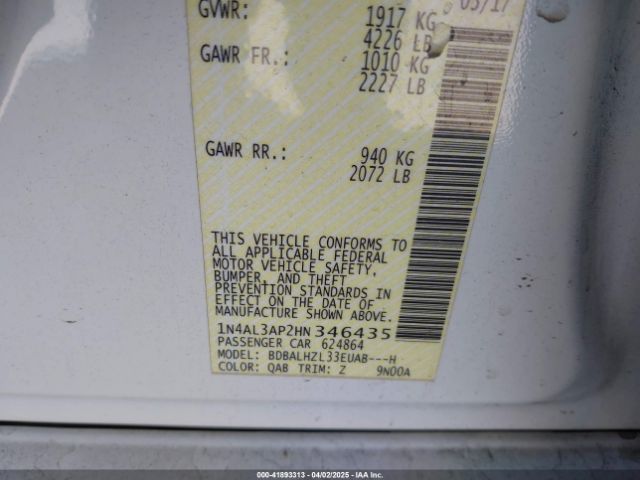 GVWR: 1917 KG 05/17
4226 LB
GAWR FR.: 1010 KG
2227 LB
GAWR RR.: 940 KG
2072 LB
THIS VEHICLE CONFORMS TO
ALL APPLICABLE FEDERAL
MOTOR VEHICLE SAFETY,
BUMPER, AND THEFT
PREVENTION STANDARDS IN
EFFECT ON THE DATE OF
MANUFACTURE SHOWN ABOVE.
1N4AL3AP2HN346435
PASSENGER CAR 624864
MODEL: BDBALHZL33EUAB---H
COLOR: QAB TRIM: Z 9N00A
000-41893313 - 04/02/2025 - IAA Inc.